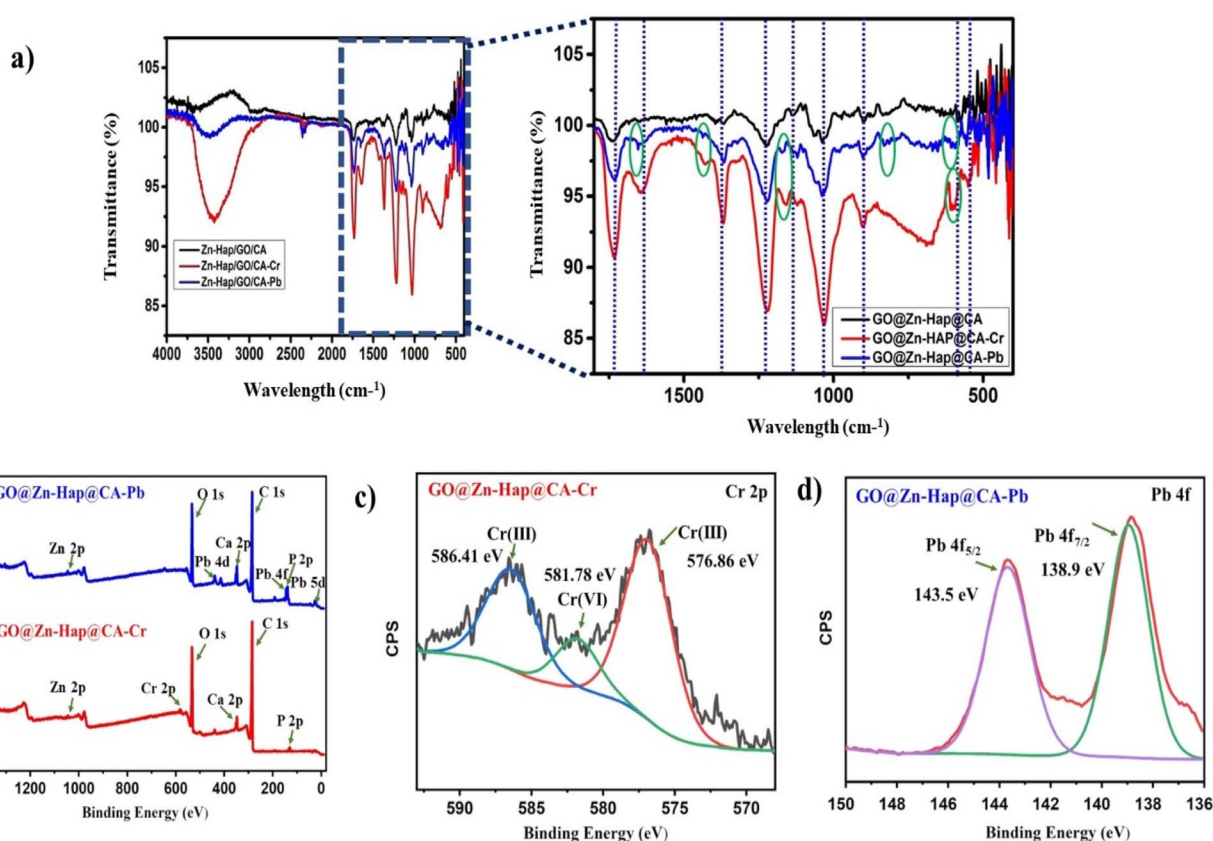 a)
105
100
95
90
85
Transmittance (%)
Zn-Hap/GO/CA
Zn-Hap/GO/CA-Cr
Zn-Hap/GO/CA-Pb
4000 3500 3000 2500 2000 1500 1000 500
Wavelength (cm-1)
105
100
95
90
85
Transmittance (%)
GO@Zn-Hap@CA
GO@Zn-HAP@CA-Cr
GO@Zn-Hap@CA-Pb
1500 1000 500
Wavelength (cm-1)
GO@Zn-Hap@CA-Pb
O 1s
C 1s
Zn 2p
Pb 4d
Ca 2p
Pb 4f
P 2p
Pb 5d
GO@Zn-Hap@CA-Cr
O 1s
C 1s
Zn 2p
Cr 2p
Ca 2p
P 2p
1200 1000 800 600 400 200 0
Binding Energy (eV)
c)
GO@Zn-Hap@CA-Cr
Cr 2p
Cr(III)
586.41 eV
581.78 eV
Cr(VI)
Cr(III)
576.86 eV
CPS
590 585 580 575 570
Binding Energy (eV)
d)
GO@Zn-Hap@CA-Pb
Pb 4f
Pb 4f5/2
143.5 eV
Pb 4f7/2
138.9 eV
CPS
150 148 146 144 142 140 138 136
Binding Energy (eV)